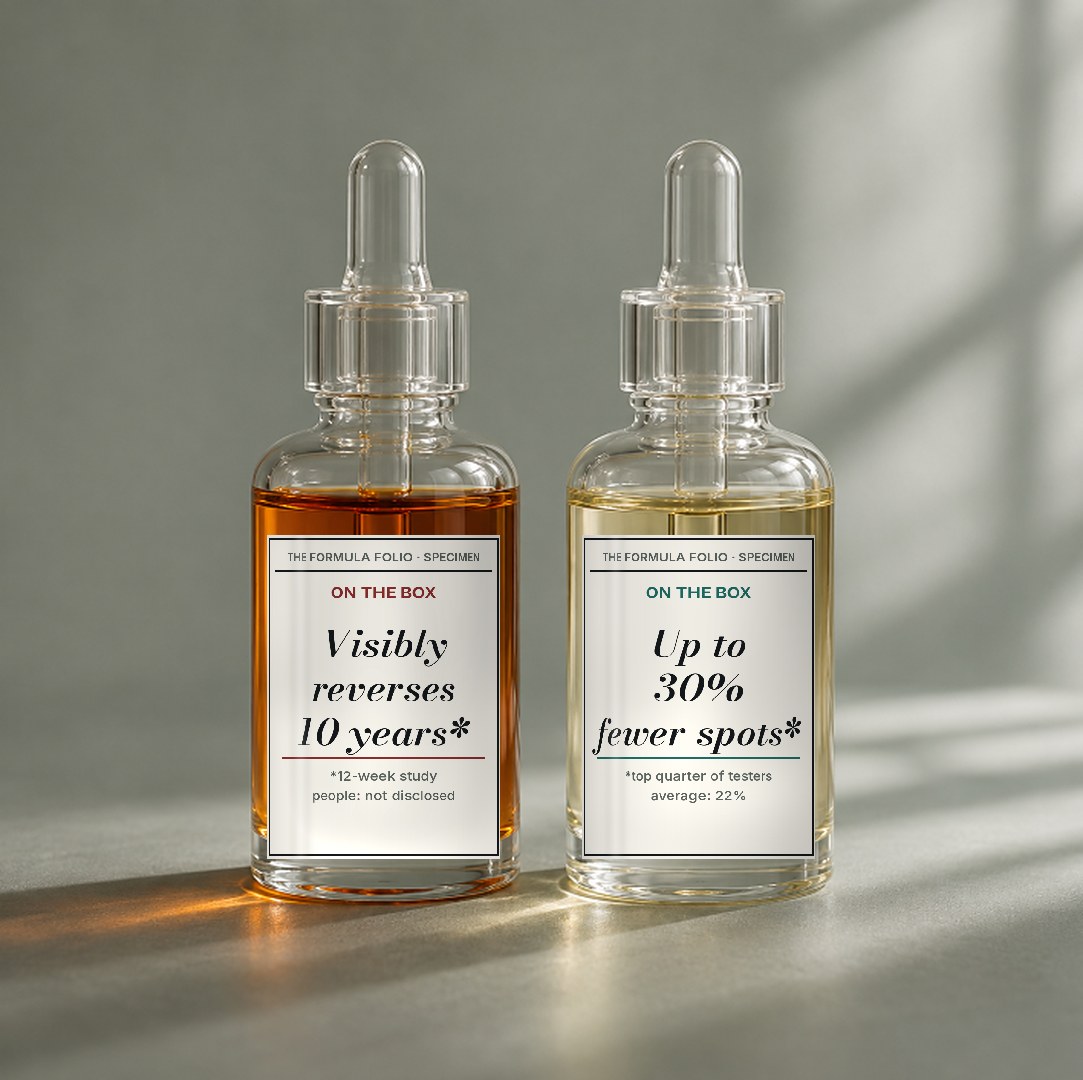 THE FORMULA FOLIO - SPECIMEN
ON THE BOX
Visibly
reverses
10 years*
*12-week study
people: not disclosed
THE FORMULA FOLIO - SPECIMEN
ON THE BOX
Up to
30%
fewer spots*
*top quarter of testers
average: 22%